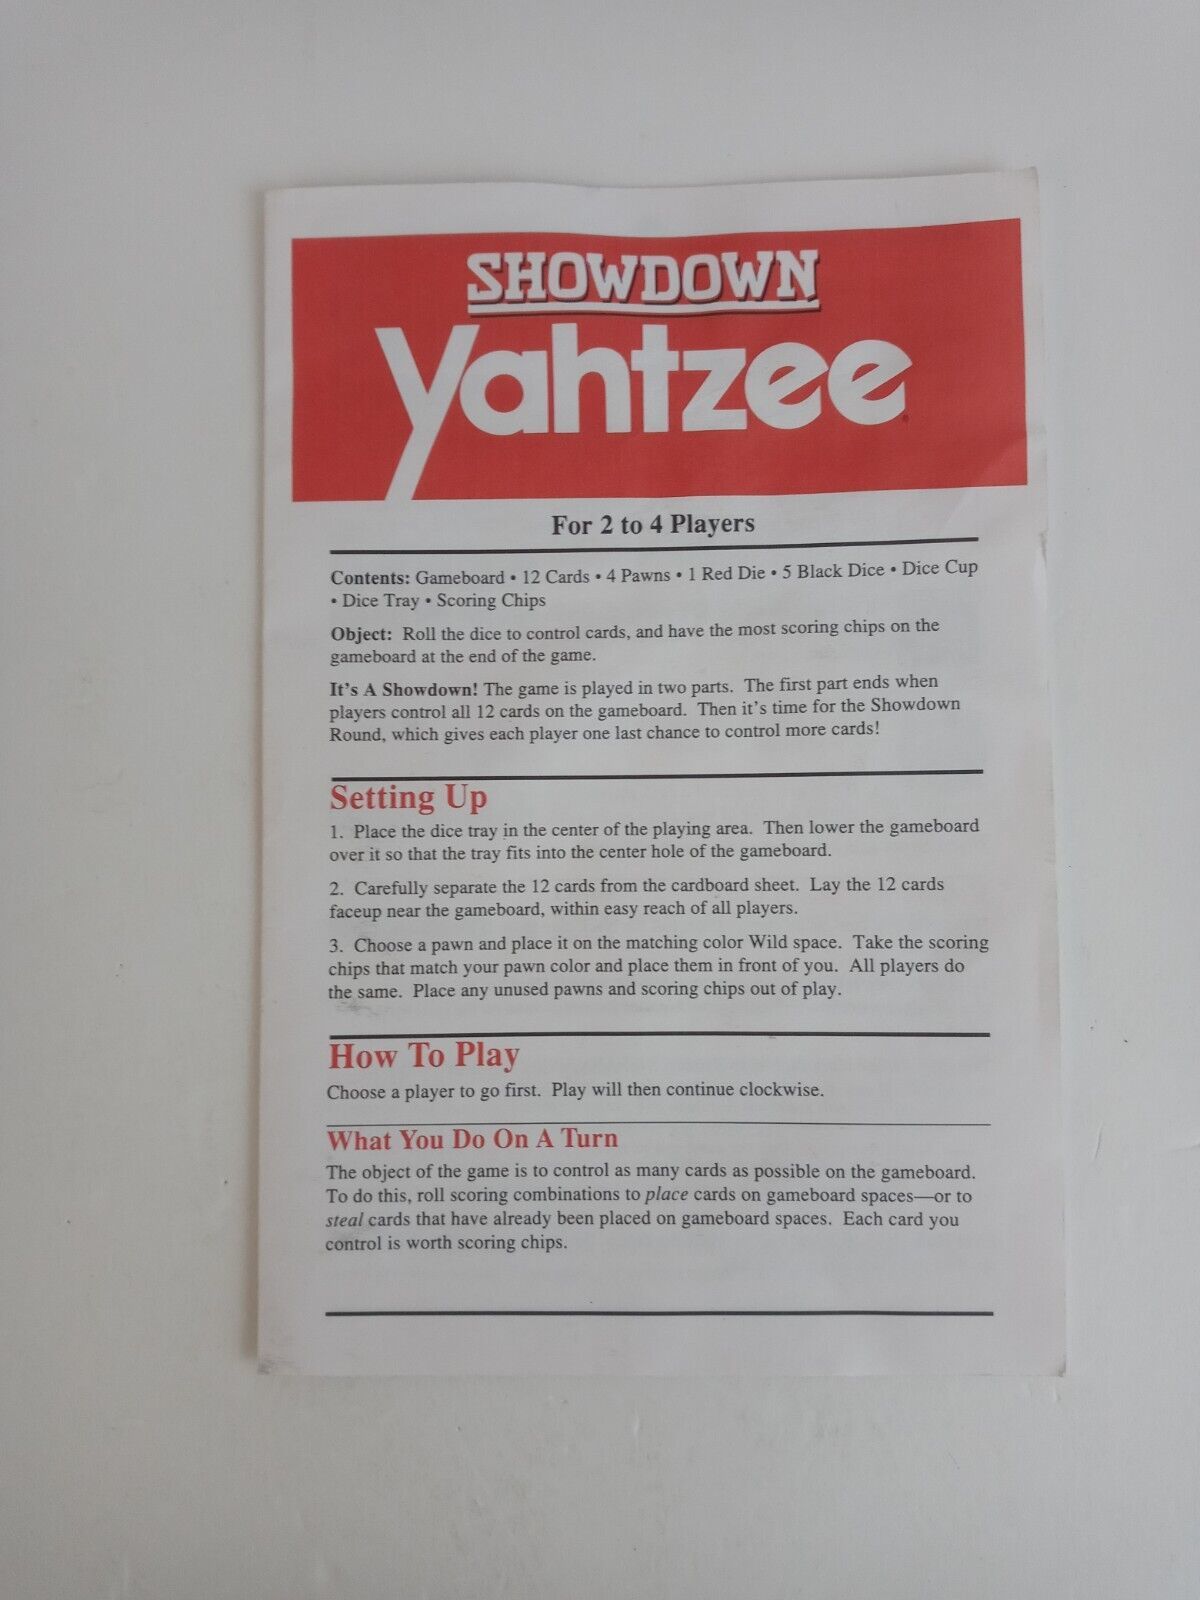 SHOWDOWN
yahtzee
For 2 to 4 Players
Contents: Gameboard • 12 Cards • 4 Pawns • 1 Red Die • 5 Black Dice • Dice Cup
• Dice Tray • Scoring Chips
Object: Roll the dice to control cards, and have the most scoring chips on the
gameboard at the end of the game.
It's A Showdown! The game is played in two parts. The first part ends when
players control all 12 cards on the gameboard. Then it's time for the Showdown
Round, which gives each player one last chance to control more cards!
Setting Up
1. Place the dice tray in the center of the playing area. Then lower the gameboard
over it so that the tray fits into the center hole of the gameboard.
2. Carefully separate the 12 cards from the cardboard sheet. Lay the 12 cards
faceup near the gameboard, within easy reach of all players.
3. Choose a pawn and place it on the matching color Wild space. Take the scoring
chips that match your pawn color and place them in front of you. All players do
the same. Place any unused pawns and scoring chips out of play.
How To Play
Choose a player to go first. Play will then continue clockwise.
What You Do On A Turn
The object of the game is to control as many cards as possible on the gameboard.
To do this, roll scoring combinations to place cards on gameboard spaces—or to
steal cards that have already been placed on gameboard spaces. Each card you
control is worth scoring chips.